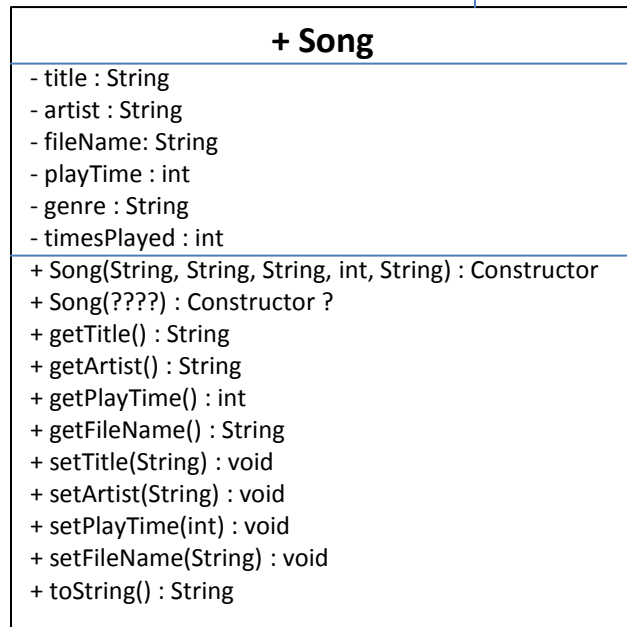 + Song
- title : String
- artist : String
- fileName: String
- playTime : int
- genre : String
- timesPlayed : int
+ Song(String, String, String, int, String) : Constructor
+ Song(????) : Constructor ?
+ getTitle() : String
+ getArtist() : String
+ getPlayTime() : int
+ getFileName() : String
+ setTitle(String) : void
+ setArtist(String) : void
+ setPlayTime(int) : void
+ setFileName(String) : void
+ toString() : String